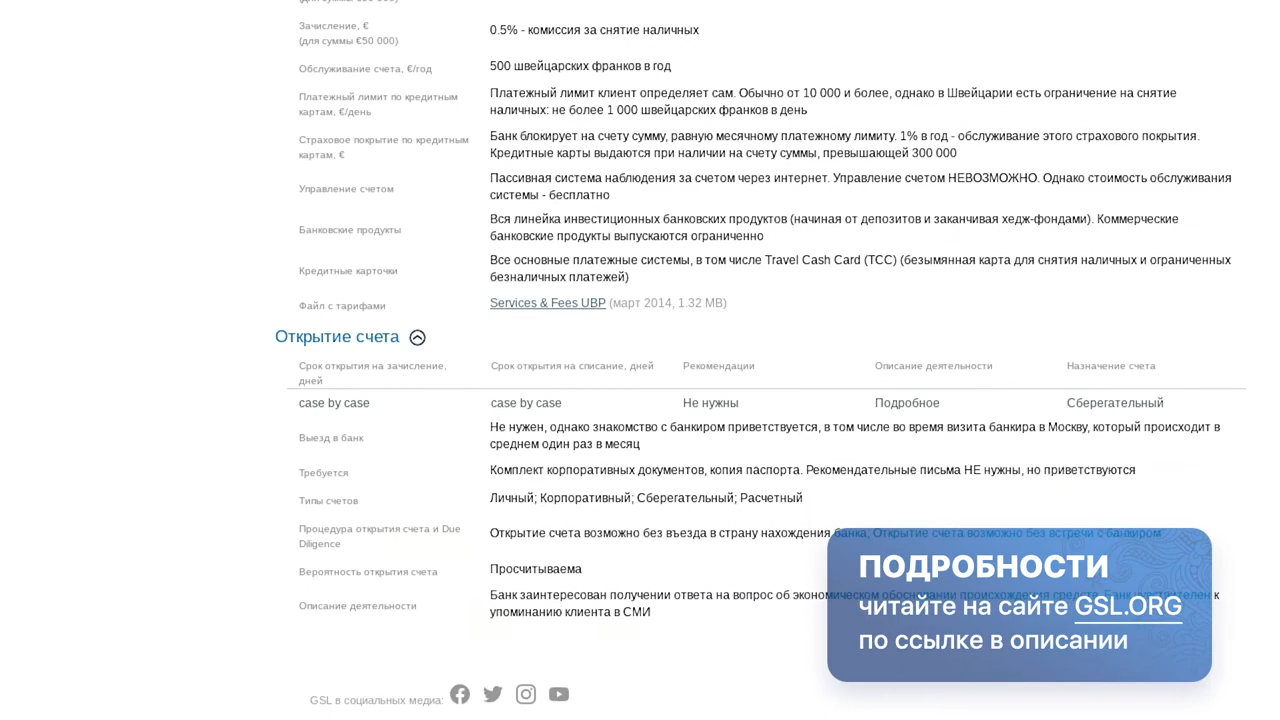 Зачисление, €
(для суммы €50 000)
0.5% - комиссия за снятие наличных
Обслуживание счета, €/год
500 швейцарских франков в год
Платежный лимит по кредитным
картам, €/день
Платежный лимит клиент определяет сам. Обычно от 10 000 и более, однако в Швейцарии есть ограничение на снятие
наличных: не более 1 000 швейцарских франков в день
Страховое покрытие по кредитным
картам, €
Банк блокирует на счету сумму, равную месячному платежному лимиту. 1% в год - обслуживание этого страхового покрытия.
Кредитные карты выдаются при наличии на счету суммы, превышающей 300 000
Управление счетом
Пассивная система наблюдения за счетом через интернет. Управление счетом НЕВОЗМОЖНО. Однако стоимость обслуживания
системы - бесплатно
Банковские продукты
Вся линейка инвестиционных банковских продуктов (начиная от депозитов и заканчивая хедж-фондами). Коммерческие
банковские продукты выпускаются ограниченно
Кредитные карточки
Все основные платежные системы, в том числе Travel Cash Card (TCC) (безымянная карта для снятия наличных и ограниченных
безналичных платежей)
Файл с тарифами
Services & Fees UBP (март 2014, 1.32 MB)
Открытие счета
Срок открытия на зачисление,
дней
Срок открытия на списание, дней
Рекомендации
Описание деятельности
Назначение счета
case by case
case by case
Не нужны
Подробное
Сберегательный
Выезд в банк
Не нужен, однако знакомство с банкиром приветствуется, в том числе во время визита банкира в Москву, который происходит в
среднем один раз в месяц
Требуется
Комплект корпоративных документов, копия паспорта. Рекомендательные письма НЕ нужны, но приветствуются
Типы счетов
Личный; Корпоративный; Сберегательный; Расчетный
Процедура открытия счета и Due
Diligence
Открытие счета возможно без въезда в страну нахождения банка; Открытие счета возможно без встречи с банкиром
Вероятность открытия счета
Просчитываема
Описание деятельности
Банк заинтересован получении ответа на вопрос об экономическом обосновании происхождения средств. Банк чувствителен к
упоминанию клиента в СМИ
ПОДРОБНОСТИ
читайте на сайте GSL.ORG
по ссылке в описании
GSL в социальных медиа: